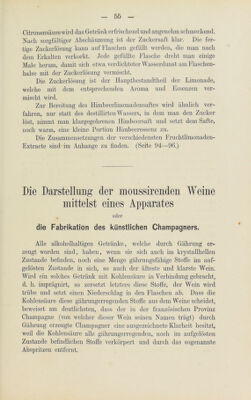 — 55 —
Citronensäure wird das Getränk erfrischend und angenehm schmeckend.
Nach sorgfältiger Abschäumung ist der Zuckersaft klar. Die fer-
tige Zuckerlösung kann auf Flaschen gefüllt werden, die man nach
dem Erkalten verkorkt. Jede gefüllte Flasche dreht man einige
Male herum, damit sich etwa verdichteter Wasserdunst am Flaschen-
halse mit der Zuckerlösung vermischt.
Die Zuckerlösung ist der Hauptbestandtheil der Limonade,
welche mit dem entsprechenden Aroma und Essenzen ver-
mischt wird.
Zur Bereitung des Himbeerlimonadensaftes wird ähnlich ver-
fahren, nur statt des destillirten Wassers, in dem man den Zucker
löst, nimmt man klargegohrenen Himbeersaft und setzt dem Safte,
noch warm, eine kleine Portion Himbeeressenz zu.
Die Zusammensetzungen der verschiedensten Fruchtlimonaden-
Extracte sind im Anhange zu finden. (Seite 94—96.)
Die Darstellung der moussirenden Weine
mittelst eines Apparates
oder
die Fabrikation des künstlichen Champagners.
Alle alkoholhaltigen Getränke, welche durch Gährung er-
zeugt worden sind, haben, wenn sie sich auch im krystallhellen
Zustande befinden, noch eine Menge gährungsfähige Stoffe im auf-
gelösten Zustande in sich, so auch der älteste und klarste Wein.
Wird ein solches Getränk mit Kohlensäure in Verbindung gebracht,
d. h. imprägnirt, so zersetzt letztere diese Stoffe, der Wein wird
trübe und setzt einen Niederschlag in den Flaschen ab. Dass die
Kohlensäure diese gährungerregenden Stoffe aus dem Weine scheidet,
beweist am deutlichsten, dass der in der französischen Provinz
Champagne (von welcher dieser Wein seinen Namen trägt) durch
Gährung erzeugte Champagner eine ausgezeichnete Klarheit besitzt,
weil die Kohlensäure alle gährungerregenden, noch im aufgelösten
Zustande befindlichen Stoffe verkörpert und durch das sogenannte
Abspritzen entfernt.